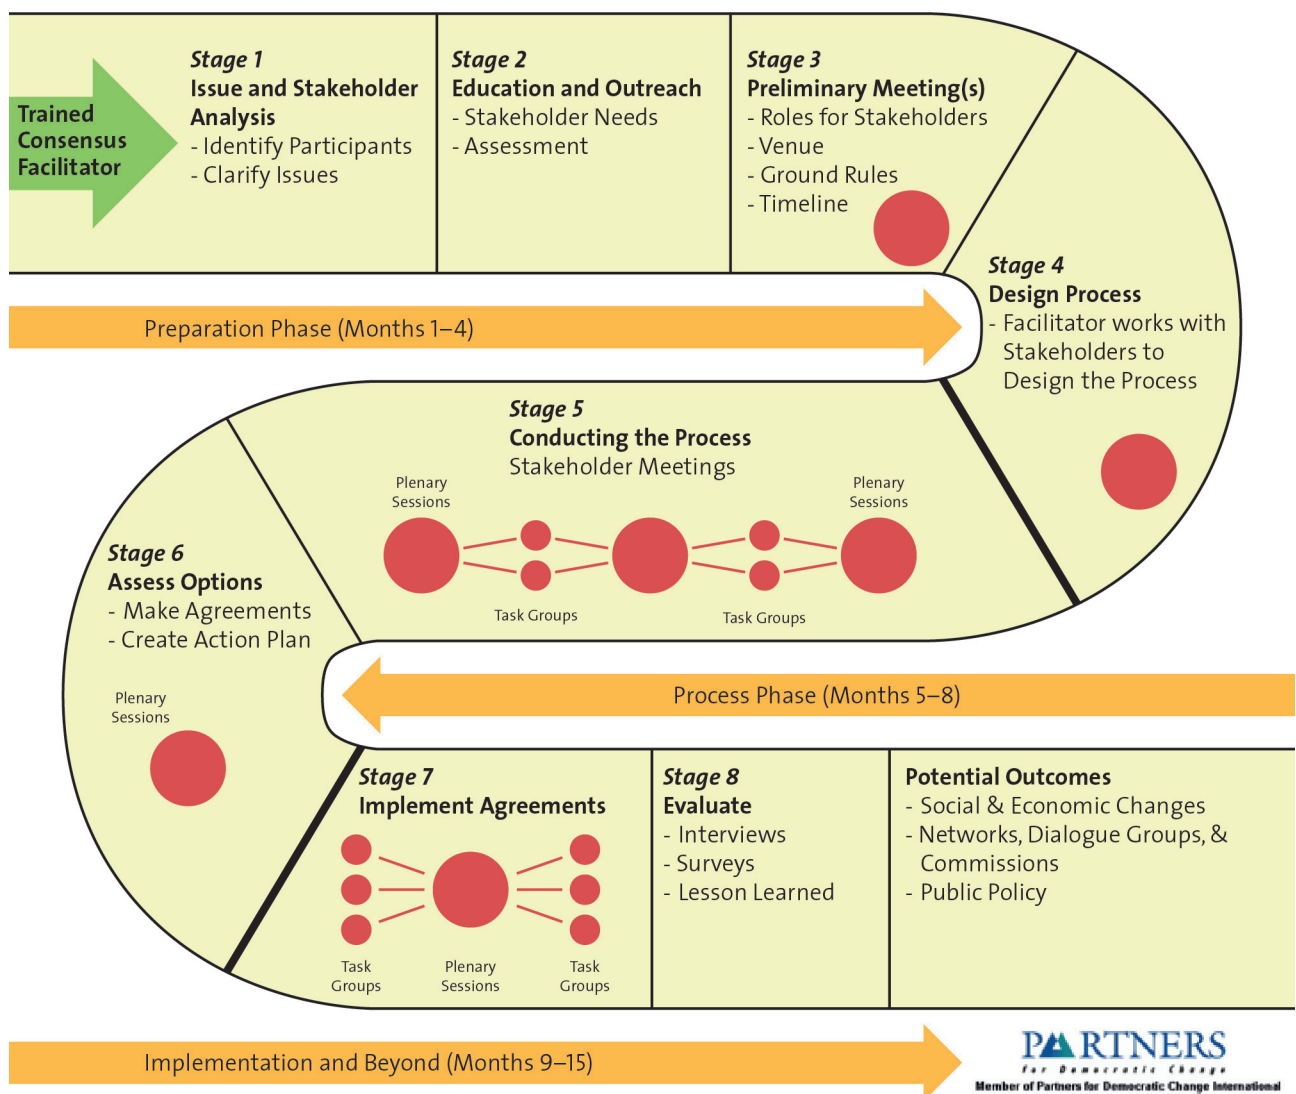 Trained
Consensus
Facilitator
Stage 1
Issue and Stakeholder
Analysis
- Identify Participants
- Clarify Issues
Stage 2
Education and Outreach
- Stakeholder Needs
- Assessment
Stage 3
Preliminary Meeting(s)
- Roles for Stakeholders
- Venue
- Ground Rules
- Timeline
Stage 4
Design Process
- Facilitator works with
Stakeholders to
Design the Process
Preparation Phase (Months 1–4)
Stage 5
Conducting the Process
Stakeholder Meetings
Plenary
Sessions
Plenary
Sessions
Task Groups
Task Groups
Stage 6
Assess Options
- Make Agreements
- Create Action Plan
Plenary
Sessions
Process Phase (Months 5–8)
Stage 7
Implement Agreements
Task
Groups
Plenary
Sessions
Task
Groups
Stage 8
Evaluate
- Interviews
- Surveys
- Lesson Learned
Potential Outcomes
- Social & Economic Changes
- Networks, Dialogue Groups, &
Commissions
- Public Policy
Implementation and Beyond (Months 9–15)
PARTNERS
for Democratic Change
Member of Partners for Democratic Change International